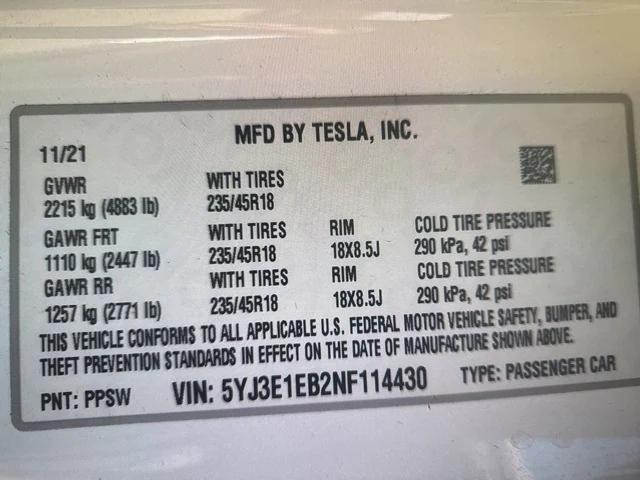 MFD BY TESLA, INC.
11/21
GVWR WITH TIRES
2215 kg (4883 lb) 235/45R18
GAWR FRT WITH TIRES RIM COLD TIRE PRESSURE
1110 kg (2447 lb) 235/45R18 18X8.5J 290 kPa, 42 psi
GAWR RR WITH TIRES RIM COLD TIRE PRESSURE
1257 kg (2771 lb) 235/45R18 18X8.5J 290 kPa, 42 psi
THIS VEHICLE CONFORMS TO ALL APPLICABLE U.S. FEDERAL MOTOR VEHICLE SAFETY, BUMPER, AND
THEFT PREVENTION STANDARDS IN EFFECT ON THE DATE OF MANUFACTURE SHOWN ABOVE.
PNT: PPSW VIN: 5YJ3E1EB2NF114430 TYPE: PASSENGER CAR